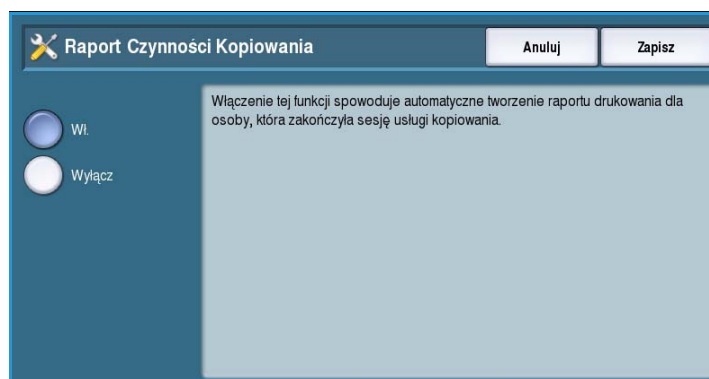 Raport Czynności Kopiowania
Anuluj
Zapisz
Wł.
Wyłącz
Włączenie tej funkcji spowoduje automatyczne tworzenie raportu drukowania dla
osoby, która zakończyła sesję usługi kopiowania.